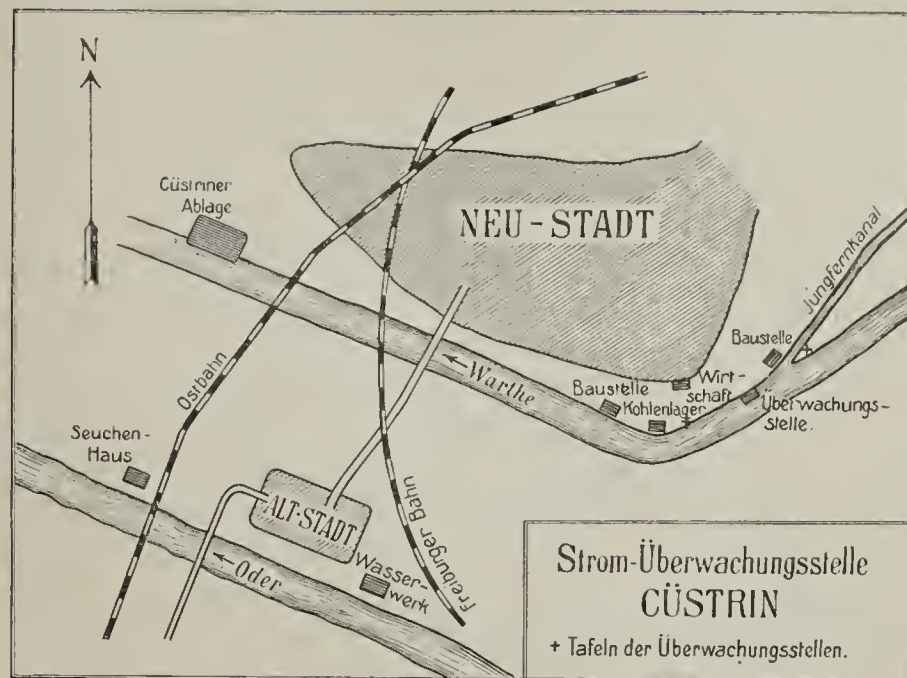 N
Cüstriner
Ablage
NEU-STADT
Jungfernkanal
Baustelle
Ostbahn
Warthe
Baustelle
Wirt-
schaft
Kohlenlager
Überwachungs-
stelle.
Seuchen-
Haus
ALT-STADT
Freiburger Bahn
Oder
Wasser-
werk
Strom-Überwachungsstelle
CÜSTRIN
+ Tafeln der Überwachungsstellen.